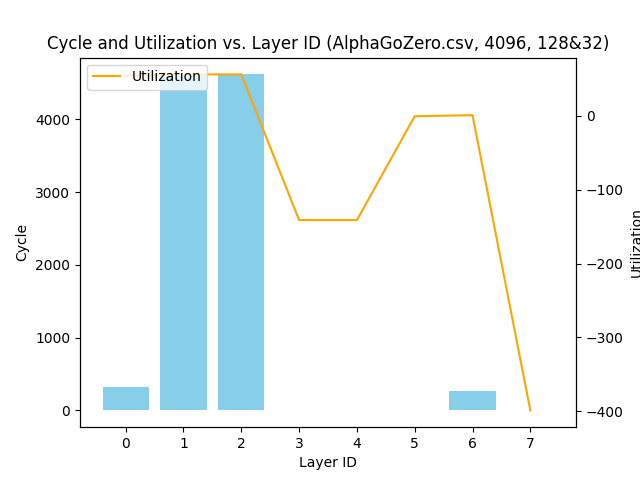 Cycle and Utilization vs. Layer ID (AlphaGoZero.csv, 4096, 128&32)
Utilization
4000
3000
2000
1000
0
Cycle
0
−100
−200
−300
−400
Utilization
0 1 2 3 4 5 6 7
Layer ID